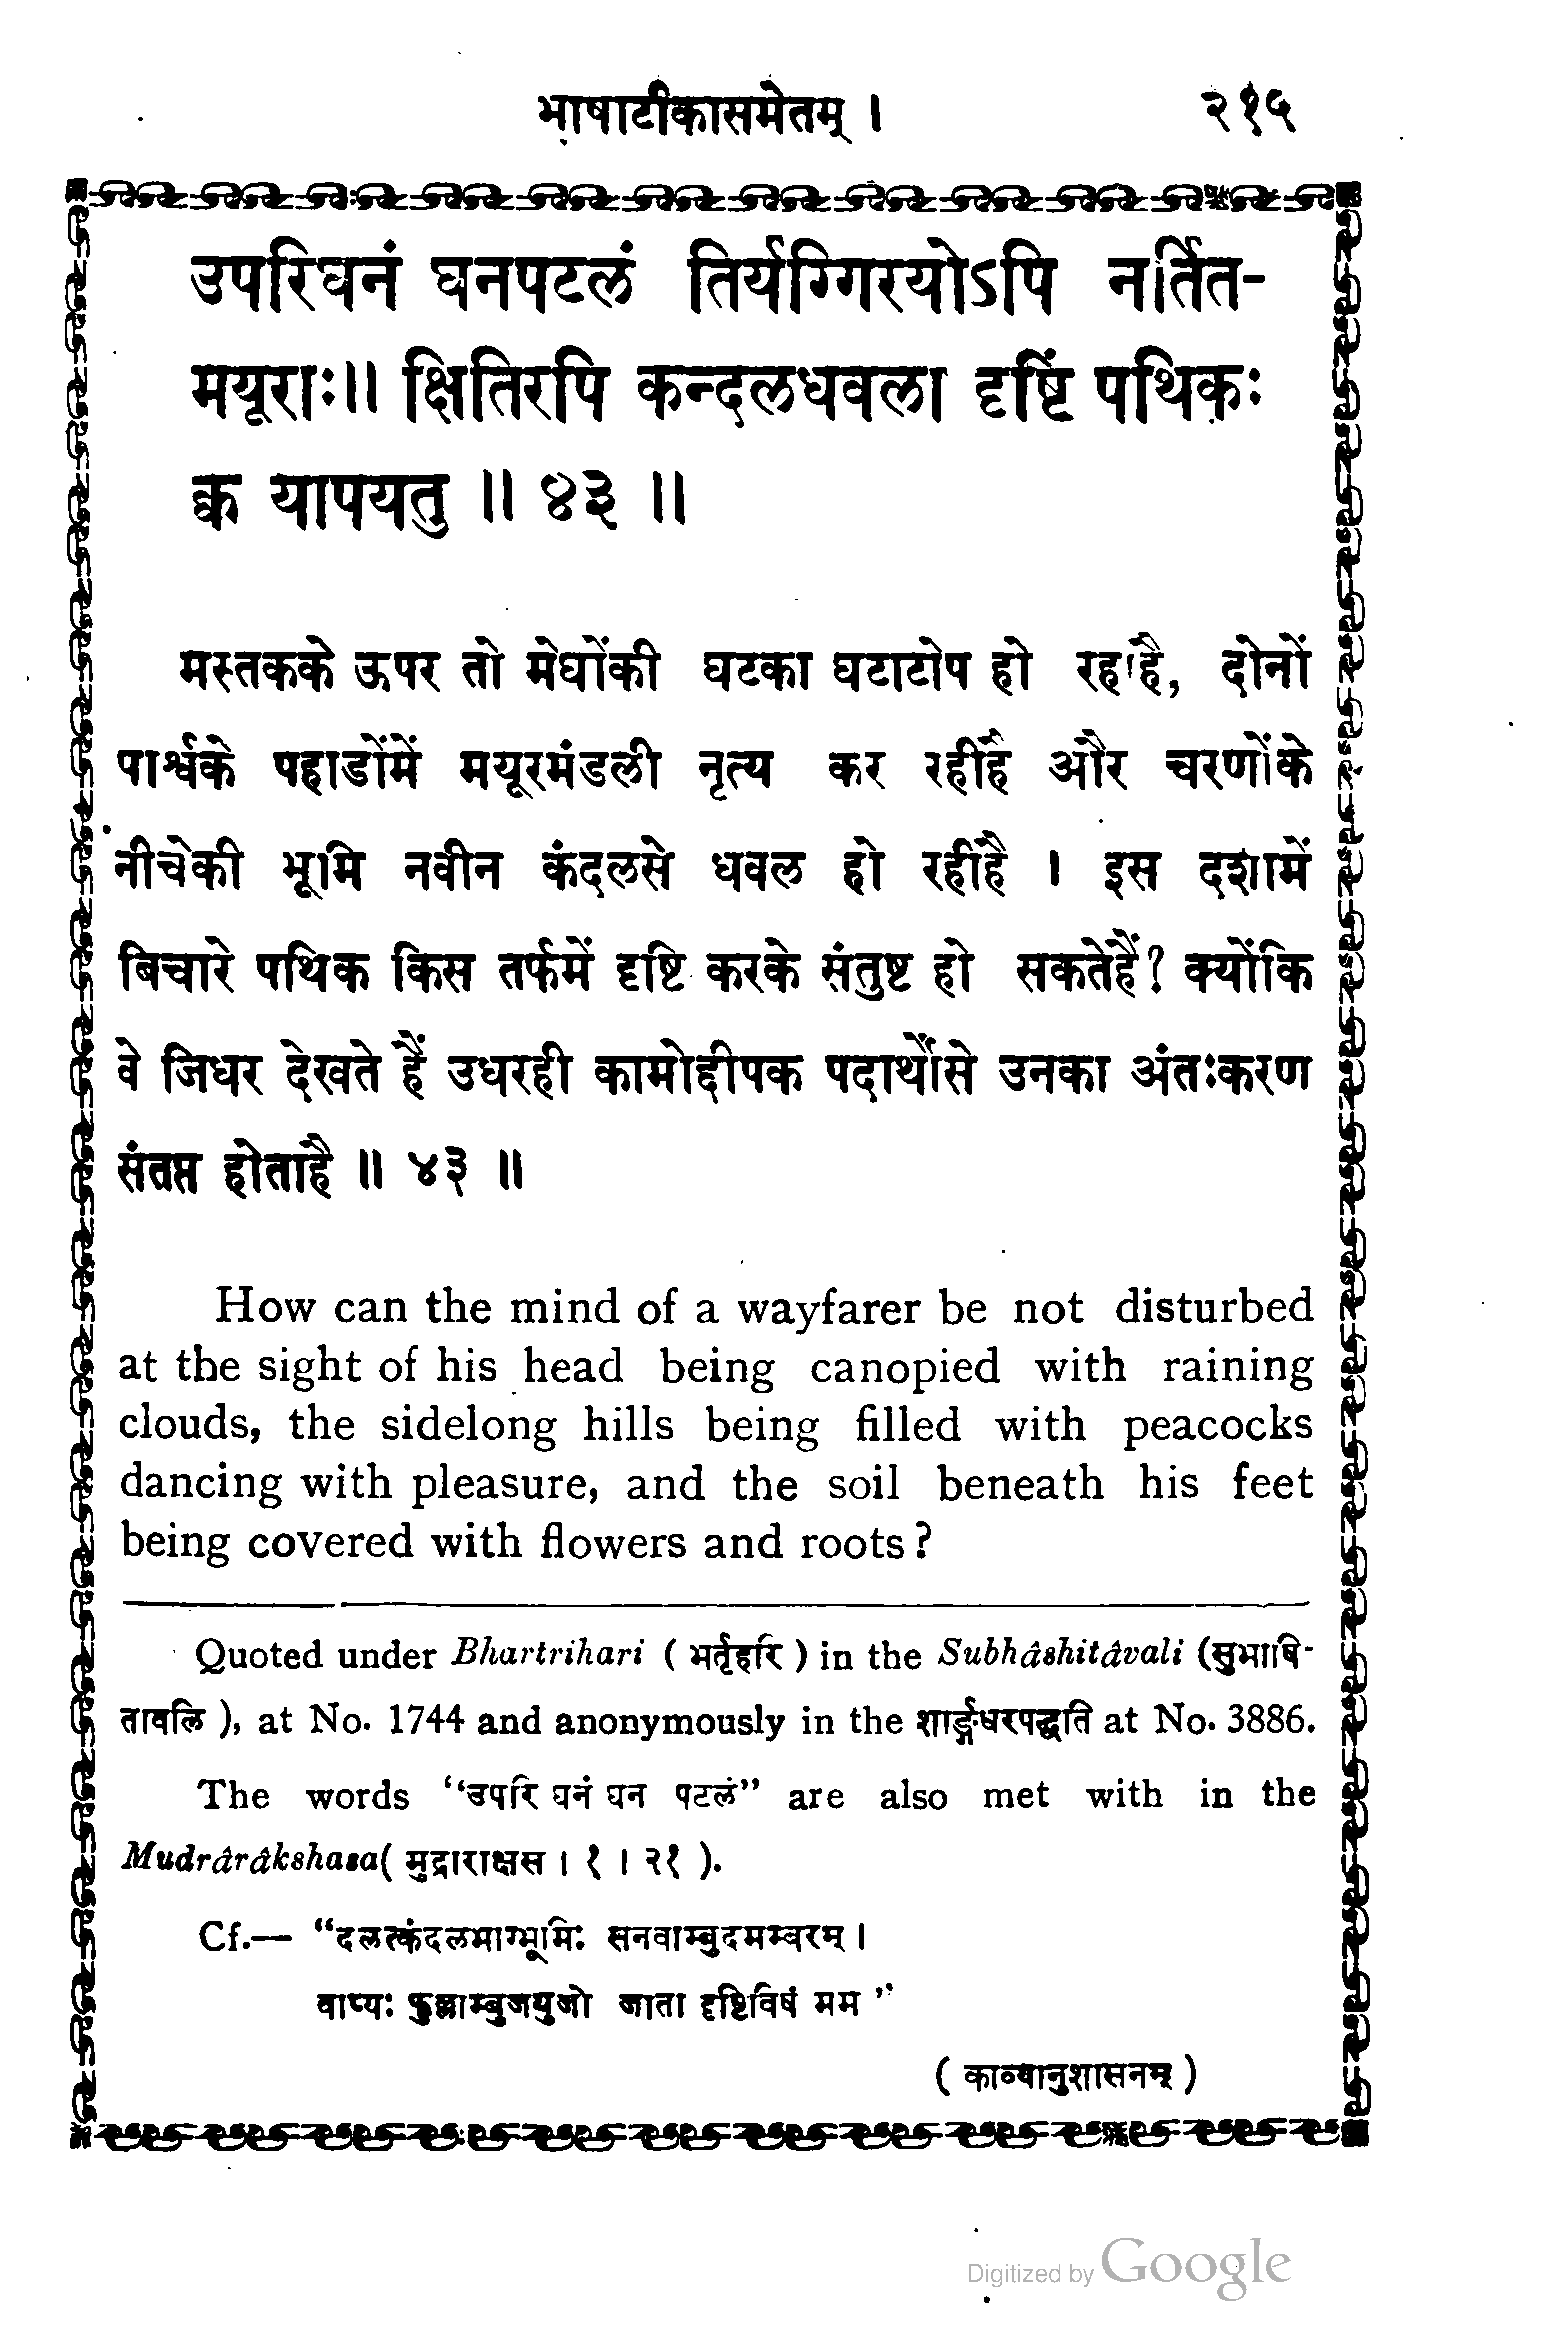 भाषाटीकासमेतम् । २१५
उपरिघनं घनपटलं तिर्यग्गिरयोऽपि नर्तित-
मयूराः॥ क्षितिरपि कन्दलधवला दृष्टिं पथिकः
क्व यापयतु ॥ ४३ ॥
मस्तकके ऊपर तो मेघोंकी घटका घटाटोप हो रहाहै, दोनों
पार्श्वके पहाडोंमें मयूरमंडली नृत्य कर रहीहै और चरणोंके
नीचेकी भूमि नवीन कंदलसे धवल हो रहीहै । इस दशामें
बिचारे पथिक किस तर्फमें दृष्टि करके संतुष्ट हो सकतेहैं? क्योंकि
वे जिधर देखते हैं उधरही कामोद्दीपक पदार्थोंसे उनका अंतःकरण
संतप्त होताहै ॥ ४३ ॥
How can the mind of a wayfarer be not disturbed
at the sight of his head being canopied with raining
clouds, the sidelong hills being filled with peacocks
dancing with pleasure, and the soil beneath his feet
being covered with flowers and roots?
Quoted under Bhartrihari ( भर्तृहरि ) in the Subhâshitâvali (सुभाषि-
तावलि ), at No. 1744 and anonymously in the शार्ङ्गधरपद्धति at No. 3886.
The words "उपरि घनं घन पटलं" are also met with in the
Mudrârâkshasa( मुद्राराक्षस । १ । २१ ).
Cf.— "दलत्कंदलभाग्भूमिः सनवाम्बुदमम्बरम् ।
वाप्यः फुल्लाम्बुजयुजो जाता दृष्टिविषं मम "
( काव्यानुशासनम् )
Digitized by Google